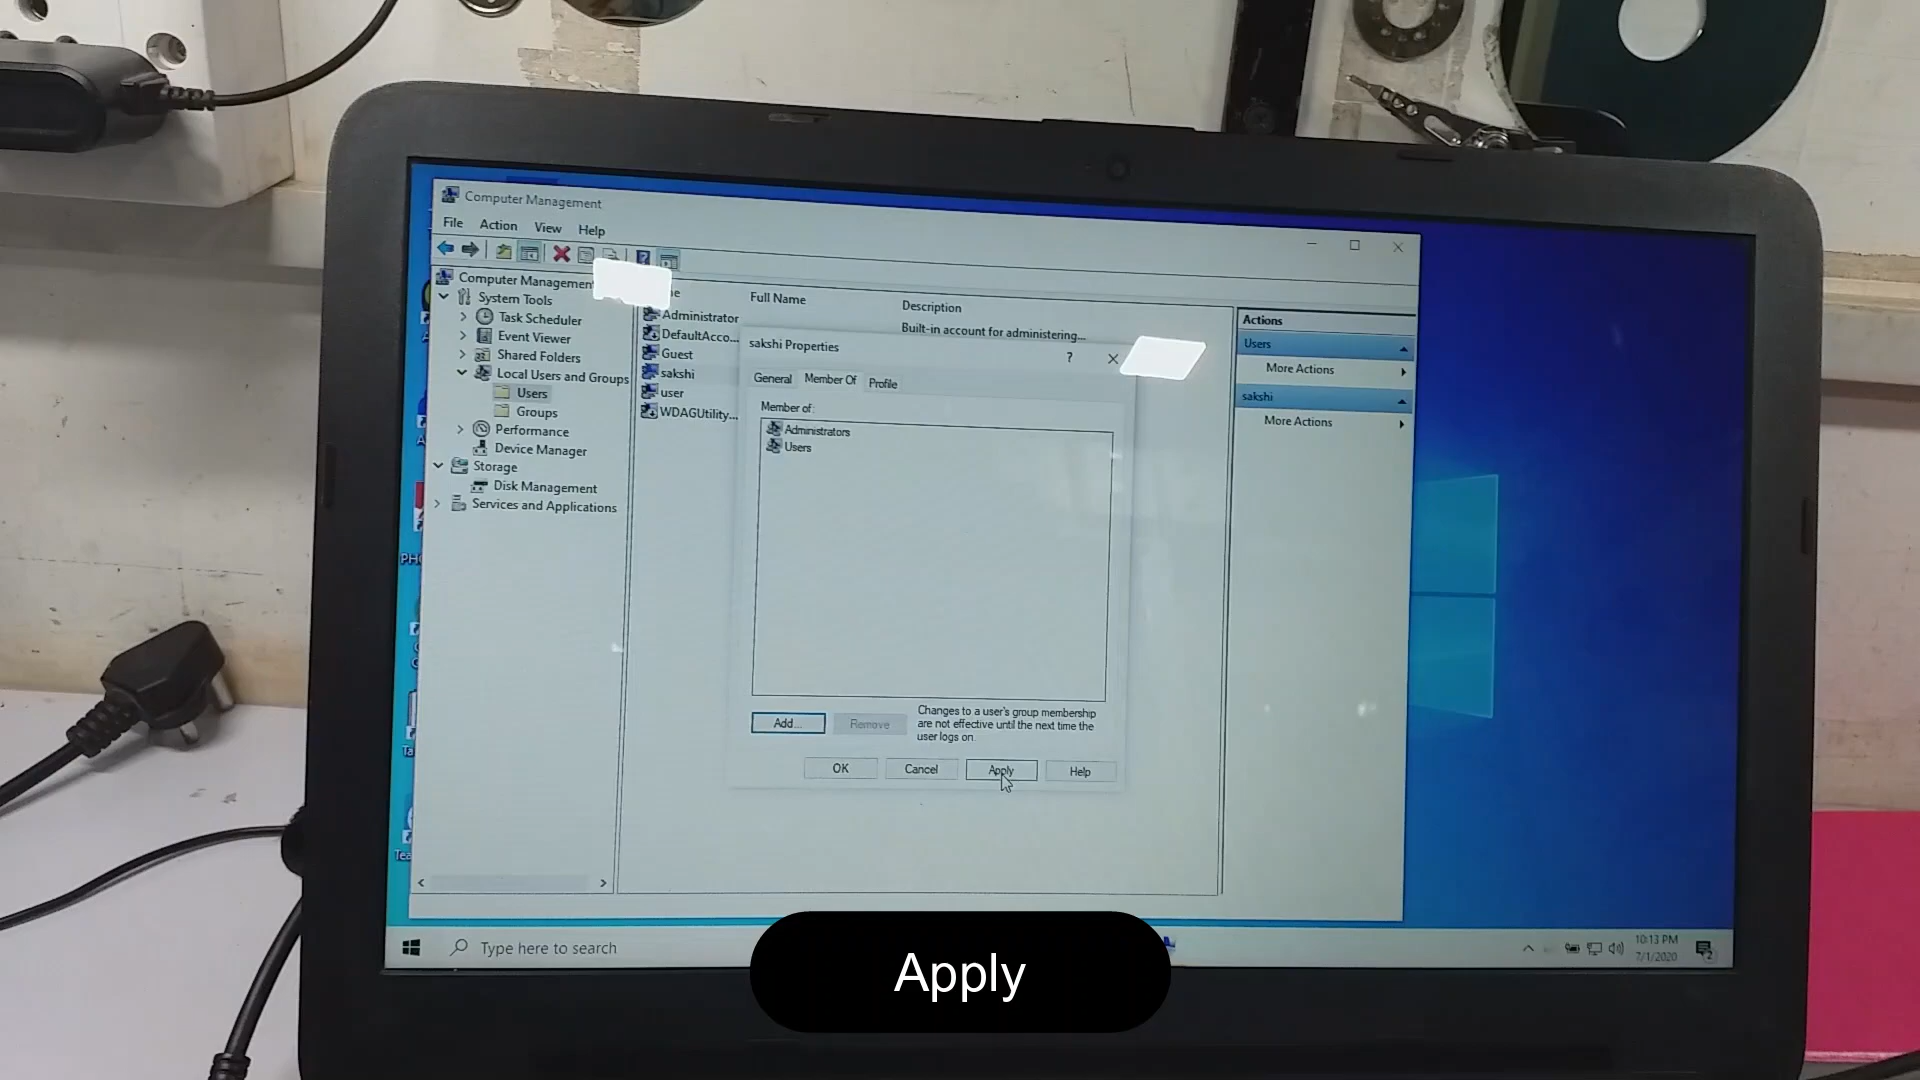 Computer Management
File Action View Help
Computer Management
System Tools
Task Scheduler
Event Viewer
Shared Folders
Local Users and Groups
Users
Groups
Performance
Device Manager
Storage
Disk Management
Services and Applications
Full Name Description
Administrator Built-in account for administering...
DefaultAcco...
Guest
sakshi
user
WDAGUtility...
sakshi Properties
?
General Member Of Profile
Member of:
Administrators
Users
Add... Remove
Changes to a user's group membership
are not effective until the next time the
user logs on.
OK Cancel Apply Help
Actions
Users
More Actions
sakshi
More Actions
Type here to search
10:13 PM
7/1/2020
2
Apply